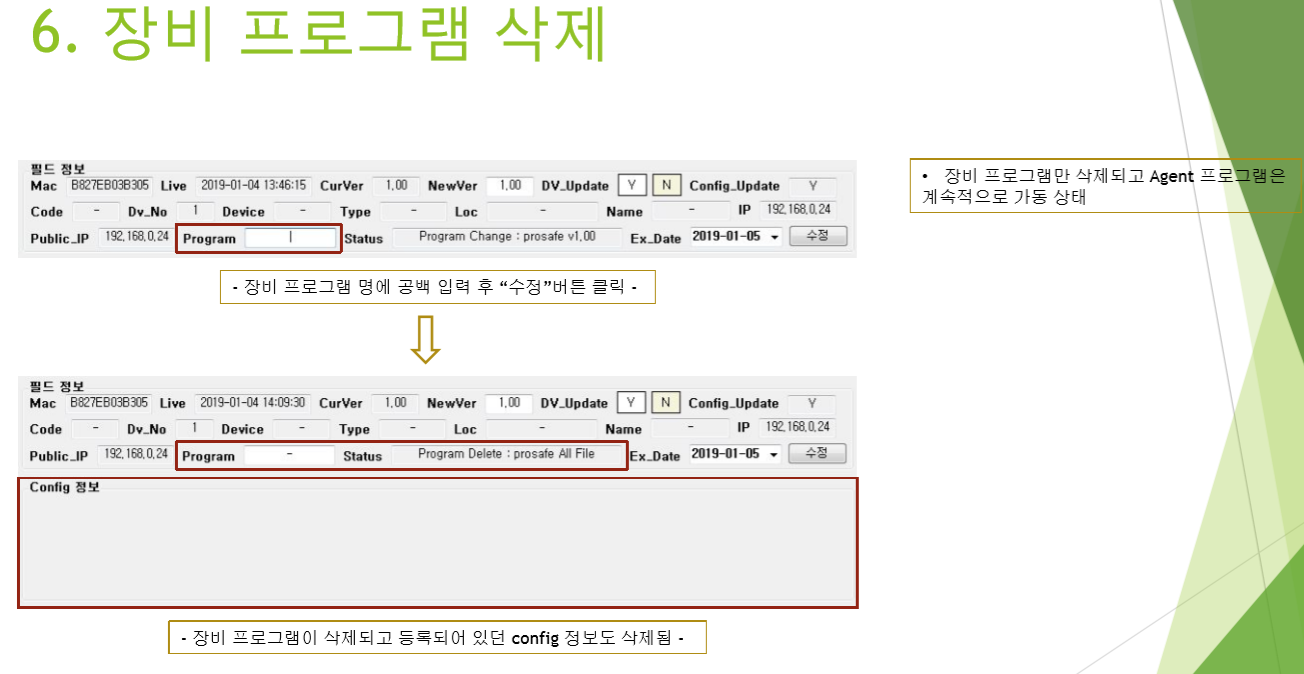 6. 장비 프로그램 삭제
필드 정보
Mac B827EB03B305 Live 2019-01-04 13:46:15 CurVer 1,00 NewVer 1,00 DV_Update Y N Config_Update Y
Code - Dv_No 1 Device - Type - Loc - Name - IP 192,168,0,24
Public_IP 192,168,0,24 Program Status Program Change : prosafe v1,00 Ex_Date 2019-01-05 수정
- 장비 프로그램 명에 공백 입력 후 “수정”버튼 클릭 -
필드 정보
Mac B827EB03B305 Live 2019-01-04 14:09:30 CurVer 1,00 NewVer 1,00 DV_Update Y N Config_Update Y
Code - Dv_No 1 Device - Type - Loc - Name - IP 192,168,0,24
Public_IP 192,168,0,24 Program - Status Program Delete : prosafe All File Ex_Date 2019-01-05 수정
Config 정보
- 장비 프로그램이 삭제되고 등록되어 있던 config 정보도 삭제됨 -
• 장비 프로그램만 삭제되고 Agent 프로그램은
계속적으로 가동 상태